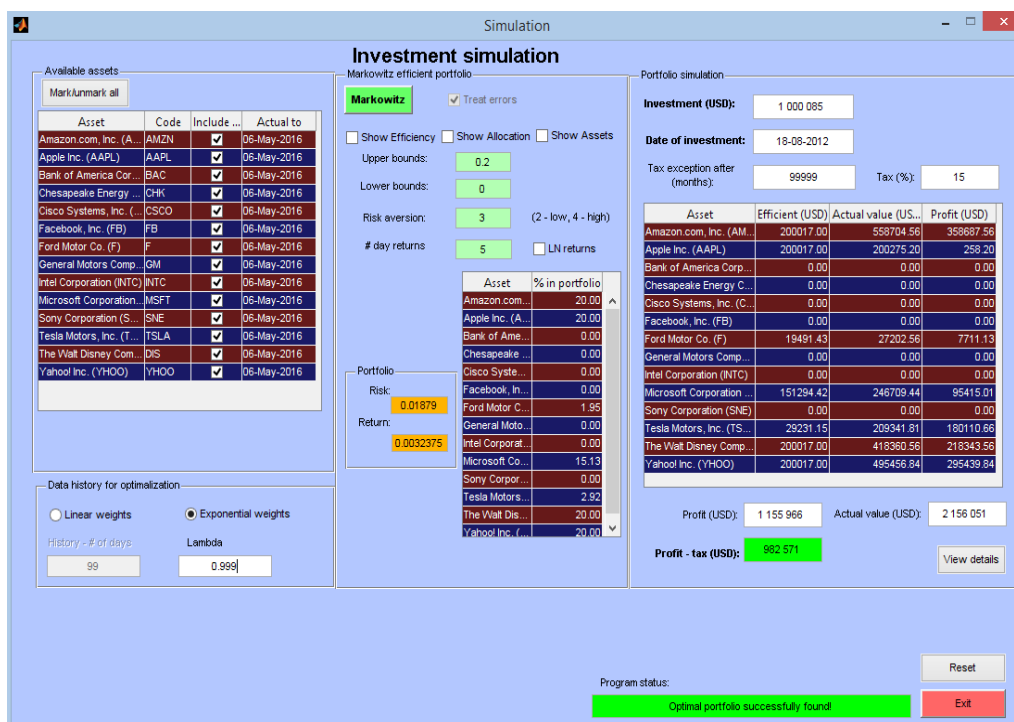 Simulation
Investment simulation
Available assets
Mark/unmark all
Asset Code Include ... Actual to
Amazon.com, Inc. (A... AMZN 06-May-2016
Apple Inc. (AAPL) AAPL 06-May-2016
Bank of America Cor... BAC 06-May-2016
Chesapeake Energy ... CHK 06-May-2016
Cisco Systems, Inc. (... CSCO 06-May-2016
Facebook, Inc. (FB) FB 06-May-2016
Ford Motor Co. (F) F 06-May-2016
General Motors Comp... GM 06-May-2016
Intel Corporation (INTC) INTC 06-May-2016
Microsoft Corporation... MSFT 06-May-2016
Sony Corporation (S... SNE 06-May-2016
Tesla Motors, Inc. (T... TSLA 06-May-2016
The Walt Disney Com... DIS 06-May-2016
Yahoo! Inc. (YHOO) YHOO 06-May-2016
Data history for optimalization
Linear weights Exponential weights
History - # of days Lambda
99 0.999
Markowitz efficient portfolio
Markowitz Treat errors
Show Efficiency Show Allocation Show Assets
Upper bounds: 0.2
Lower bounds: 0
Risk aversion: 3 (2 - low, 4 - high)
# day returns 5 LN returns
Asset % in portfolio
Amazon.com... 20.00
Apple Inc. (A... 20.00
Bank of Ame... 0.00
Chesapeake ... 0.00
Cisco Syste... 0.00
Facebook, In... 0.00
Ford Motor C... 1.95
General Moto... 0.00
Intel Corporat... 0.00
Microsoft Co... 15.13
Sony Corpor... 0.00
Tesla Motors... 2.92
The Walt Dis... 20.00
Yahoo! Inc. (... 20.00
Portfolio
Risk:
0.01879
Return:
0.0032375
Portfolio simulation
Investment (USD): 1 000 085
Date of investment: 18-08-2012
Tax exception after (months): 99999 Tax (%): 15
Asset Efficient (USD) Actual value (US... Profit (USD)
Amazon.com, Inc. (AM... 200017.00 558704.56 358687.56
Apple Inc. (AAPL) 200017.00 200275.20 258.20
Bank of America Corp... 0.00 0.00 0.00
Chesapeake Energy C... 0.00 0.00 0.00
Cisco Systems, Inc. (C... 0.00 0.00 0.00
Facebook, Inc. (FB) 0.00 0.00 0.00
Ford Motor Co. (F) 19491.43 27202.56 7711.13
General Motors Comp... 0.00 0.00 0.00
Intel Corporation (INTC) 0.00 0.00 0.00
Microsoft Corporation ... 151294.42 246709.44 95415.01
Sony Corporation (SNE) 0.00 0.00 0.00
Tesla Motors, Inc. (TS... 29231.15 209341.81 180110.66
The Walt Disney Comp... 200017.00 418360.56 218343.56
Yahoo! Inc. (YHOO) 200017.00 495456.84 295439.84
Profit (USD): 1 155 966 Actual value (USD): 2 156 051
Profit - tax (USD): 982 571
View details
Reset
Program status:
Optimal portfolio successfully found!
Exit